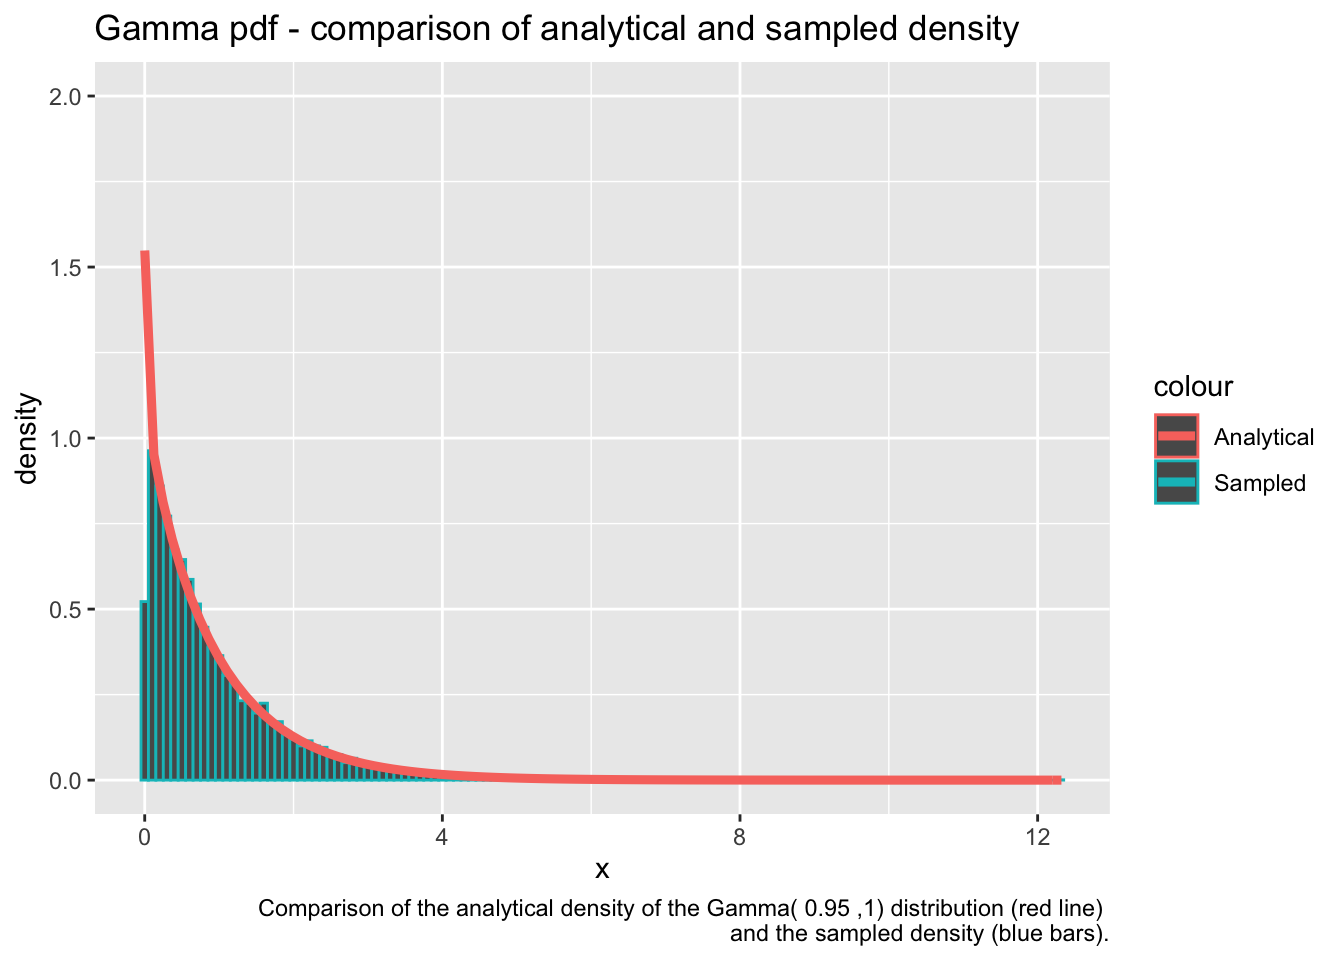 Gamma pdf - comparison of analytical and sampled density
2.0
1.5
1.0
0.5
0.0
density
0
4
8
12
x
colour
Analytical
Sampled
Comparison of the analytical density of the Gamma( 0.95 ,1) distribution (red line)
and the sampled density (blue bars).